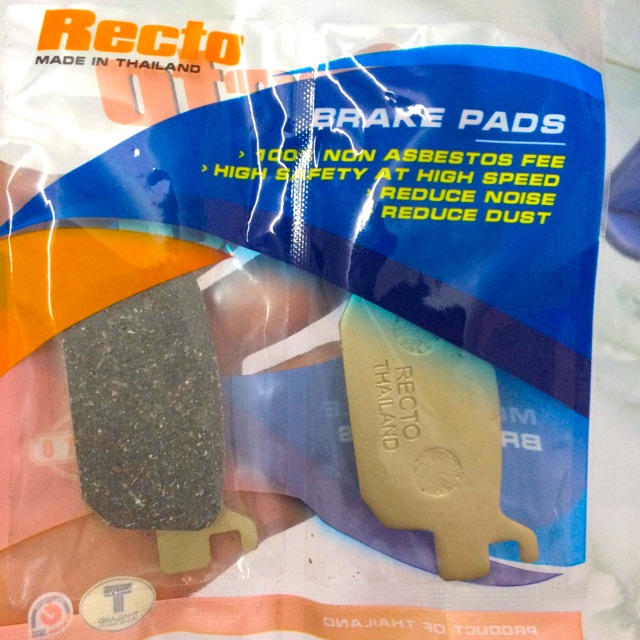 Recto
MADE IN THAILAND
BRAKE PADS
› 100% NON ASBESTOS FEE
› HIGH SAFETY AT HIGH SPEED
› REDUCE NOISE
REDUCE DUST
RECTO
THAILAND
PRODUCT OF THAILAND